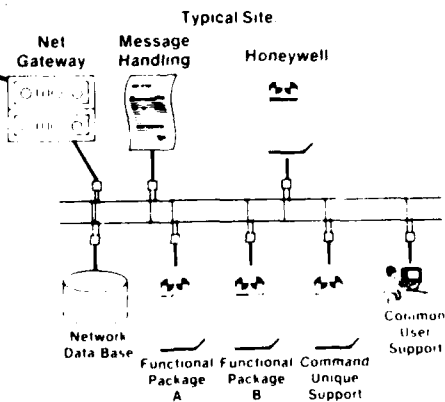 Typical Site
Net
Gateway
Message
Handling
Honeywell
Network
Data Base
Functional
Package
A
Functional
Package
B
Command
Unique
Support
Common
User
Support